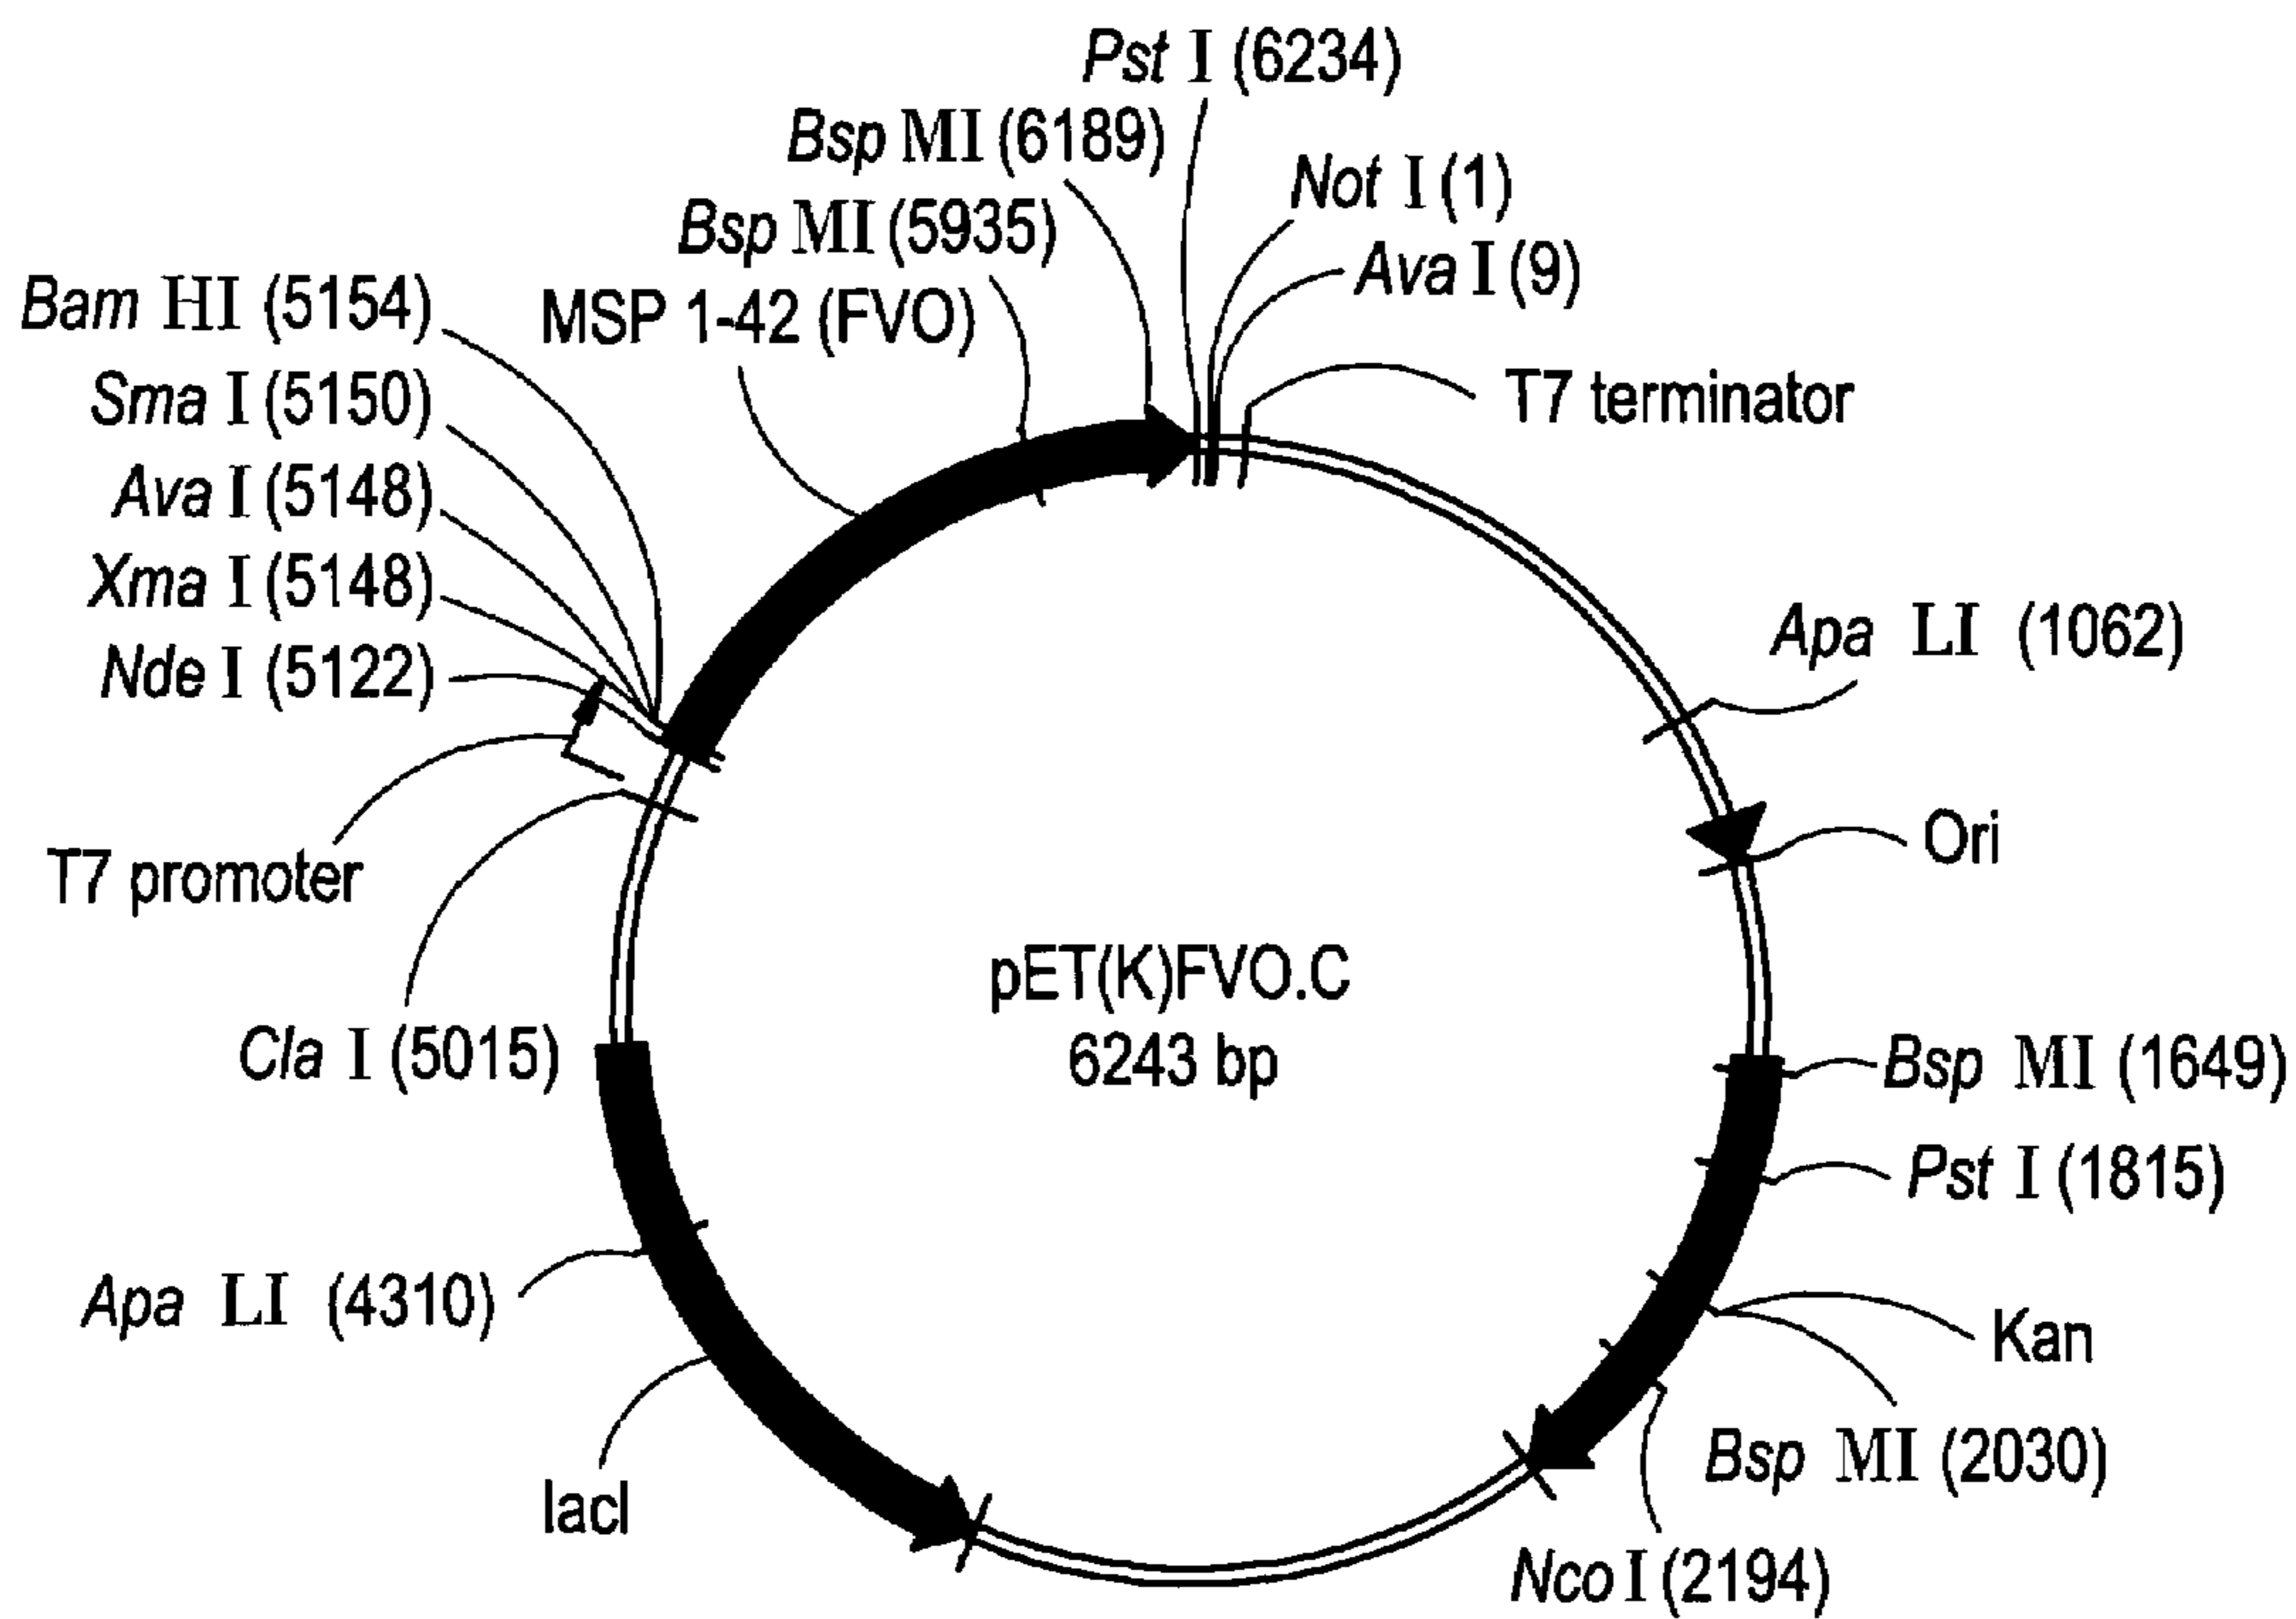 Pst I (6234)
Bsp MI (6189)
Not I (1)
Bsp MI (5935)
Ava I (9)
Bam HI (5154)
MSP 1-42 (FVO)
Sma I (5150)
T7 terminator
Ava I (5148)
Xma I (5148)
Apa LI (1062)
Nde I (5122)
Ori
T7 promoter
pET(K)FVO.C
6243 bp
Cla I (5015)
Bsp MI (1649)
Pst I (1815)
Apa LI (4310)
Kan
Bsp MI (2030)
lacI
Nco I (2194)